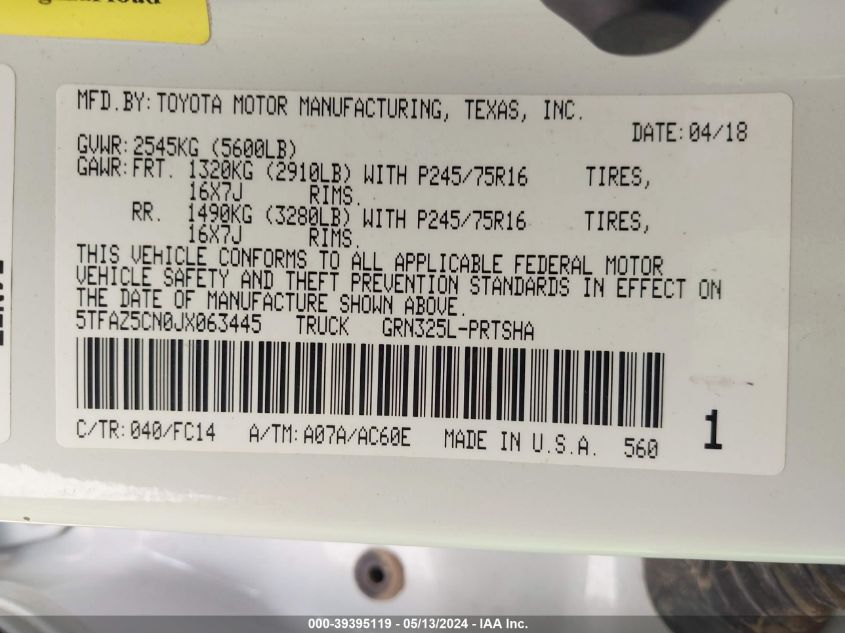 MFD.BY: TOYOTA MOTOR MANUFACTURING, TEXAS, INC.
DATE: 04/18
GVWR: 2545KG (5600LB)
GAWR: FRT. 1320KG (2910LB) WITH P245/75R16 TIRES,
16X7J RIMS.
RR. 1490KG (3280LB) WITH P245/75R16 TIRES,
16X7J RIMS.
THIS VEHICLE CONFORMS TO ALL APPLICABLE FEDERAL MOTOR
VEHICLE SAFETY AND THEFT PREVENTION STANDARDS IN EFFECT ON
THE DATE OF MANUFACTURE SHOWN ABOVE.
5TFAZ5CN0JX063445 TRUCK GRN325L-PRTSHA
C/TR: 040/FC14 A/TM: A07A/AC60E MADE IN U.S.A. 560
1
000-39395119 - 05/13/2024 - IAA Inc.